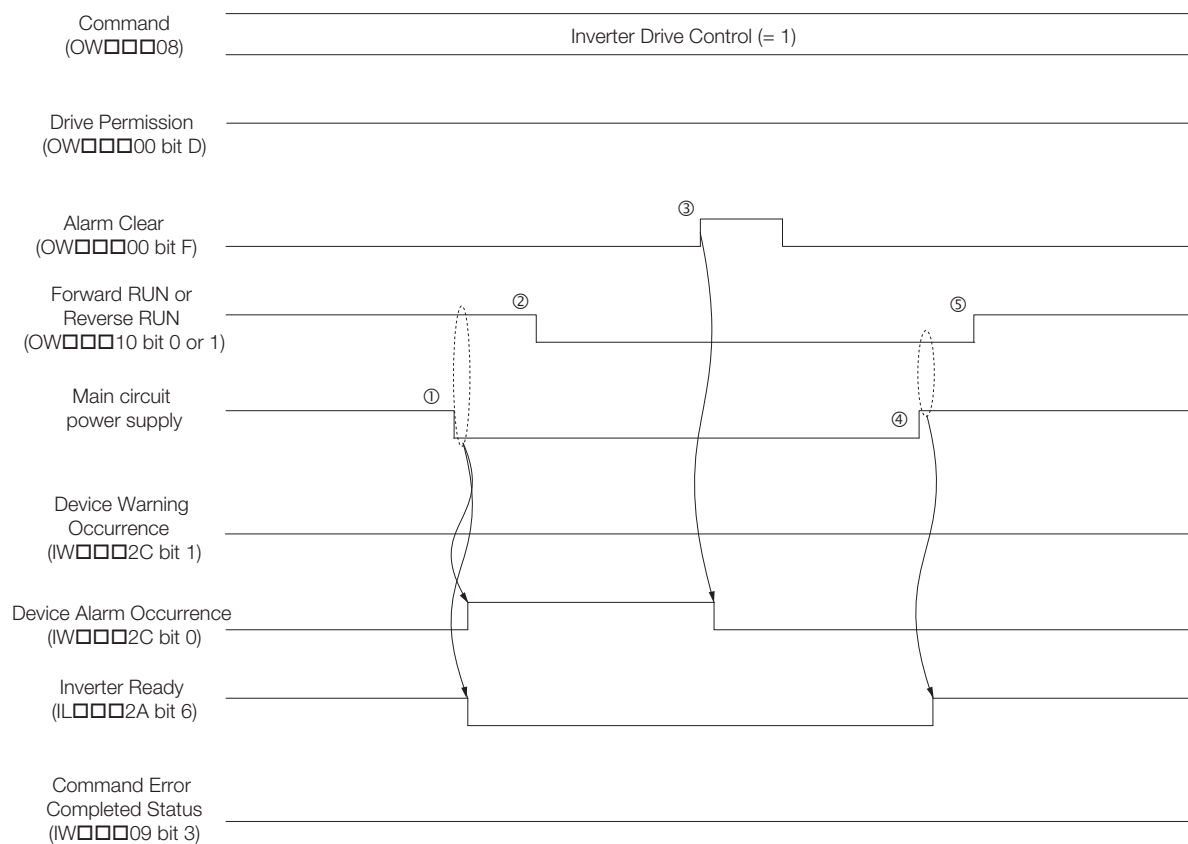 Command
(OW□□□08)
Inverter Drive Control (= 1)
Drive Permission
(OW□□□00 bit D)
③
Alarm Clear
(OW□□□00 bit F)
Forward RUN or
Reverse RUN
(OW□□□10 bit 0 or 1)
②
⑤
Main circuit
power supply
①
④
Device Warning
Occurrence
(IW□□□2C bit 1)
Device Alarm Occurrence
(IW□□□2C bit 0)
Inverter Ready
(IL□□□2A bit 6)
Command Error
Completed Status
(IW□□□09 bit 3)